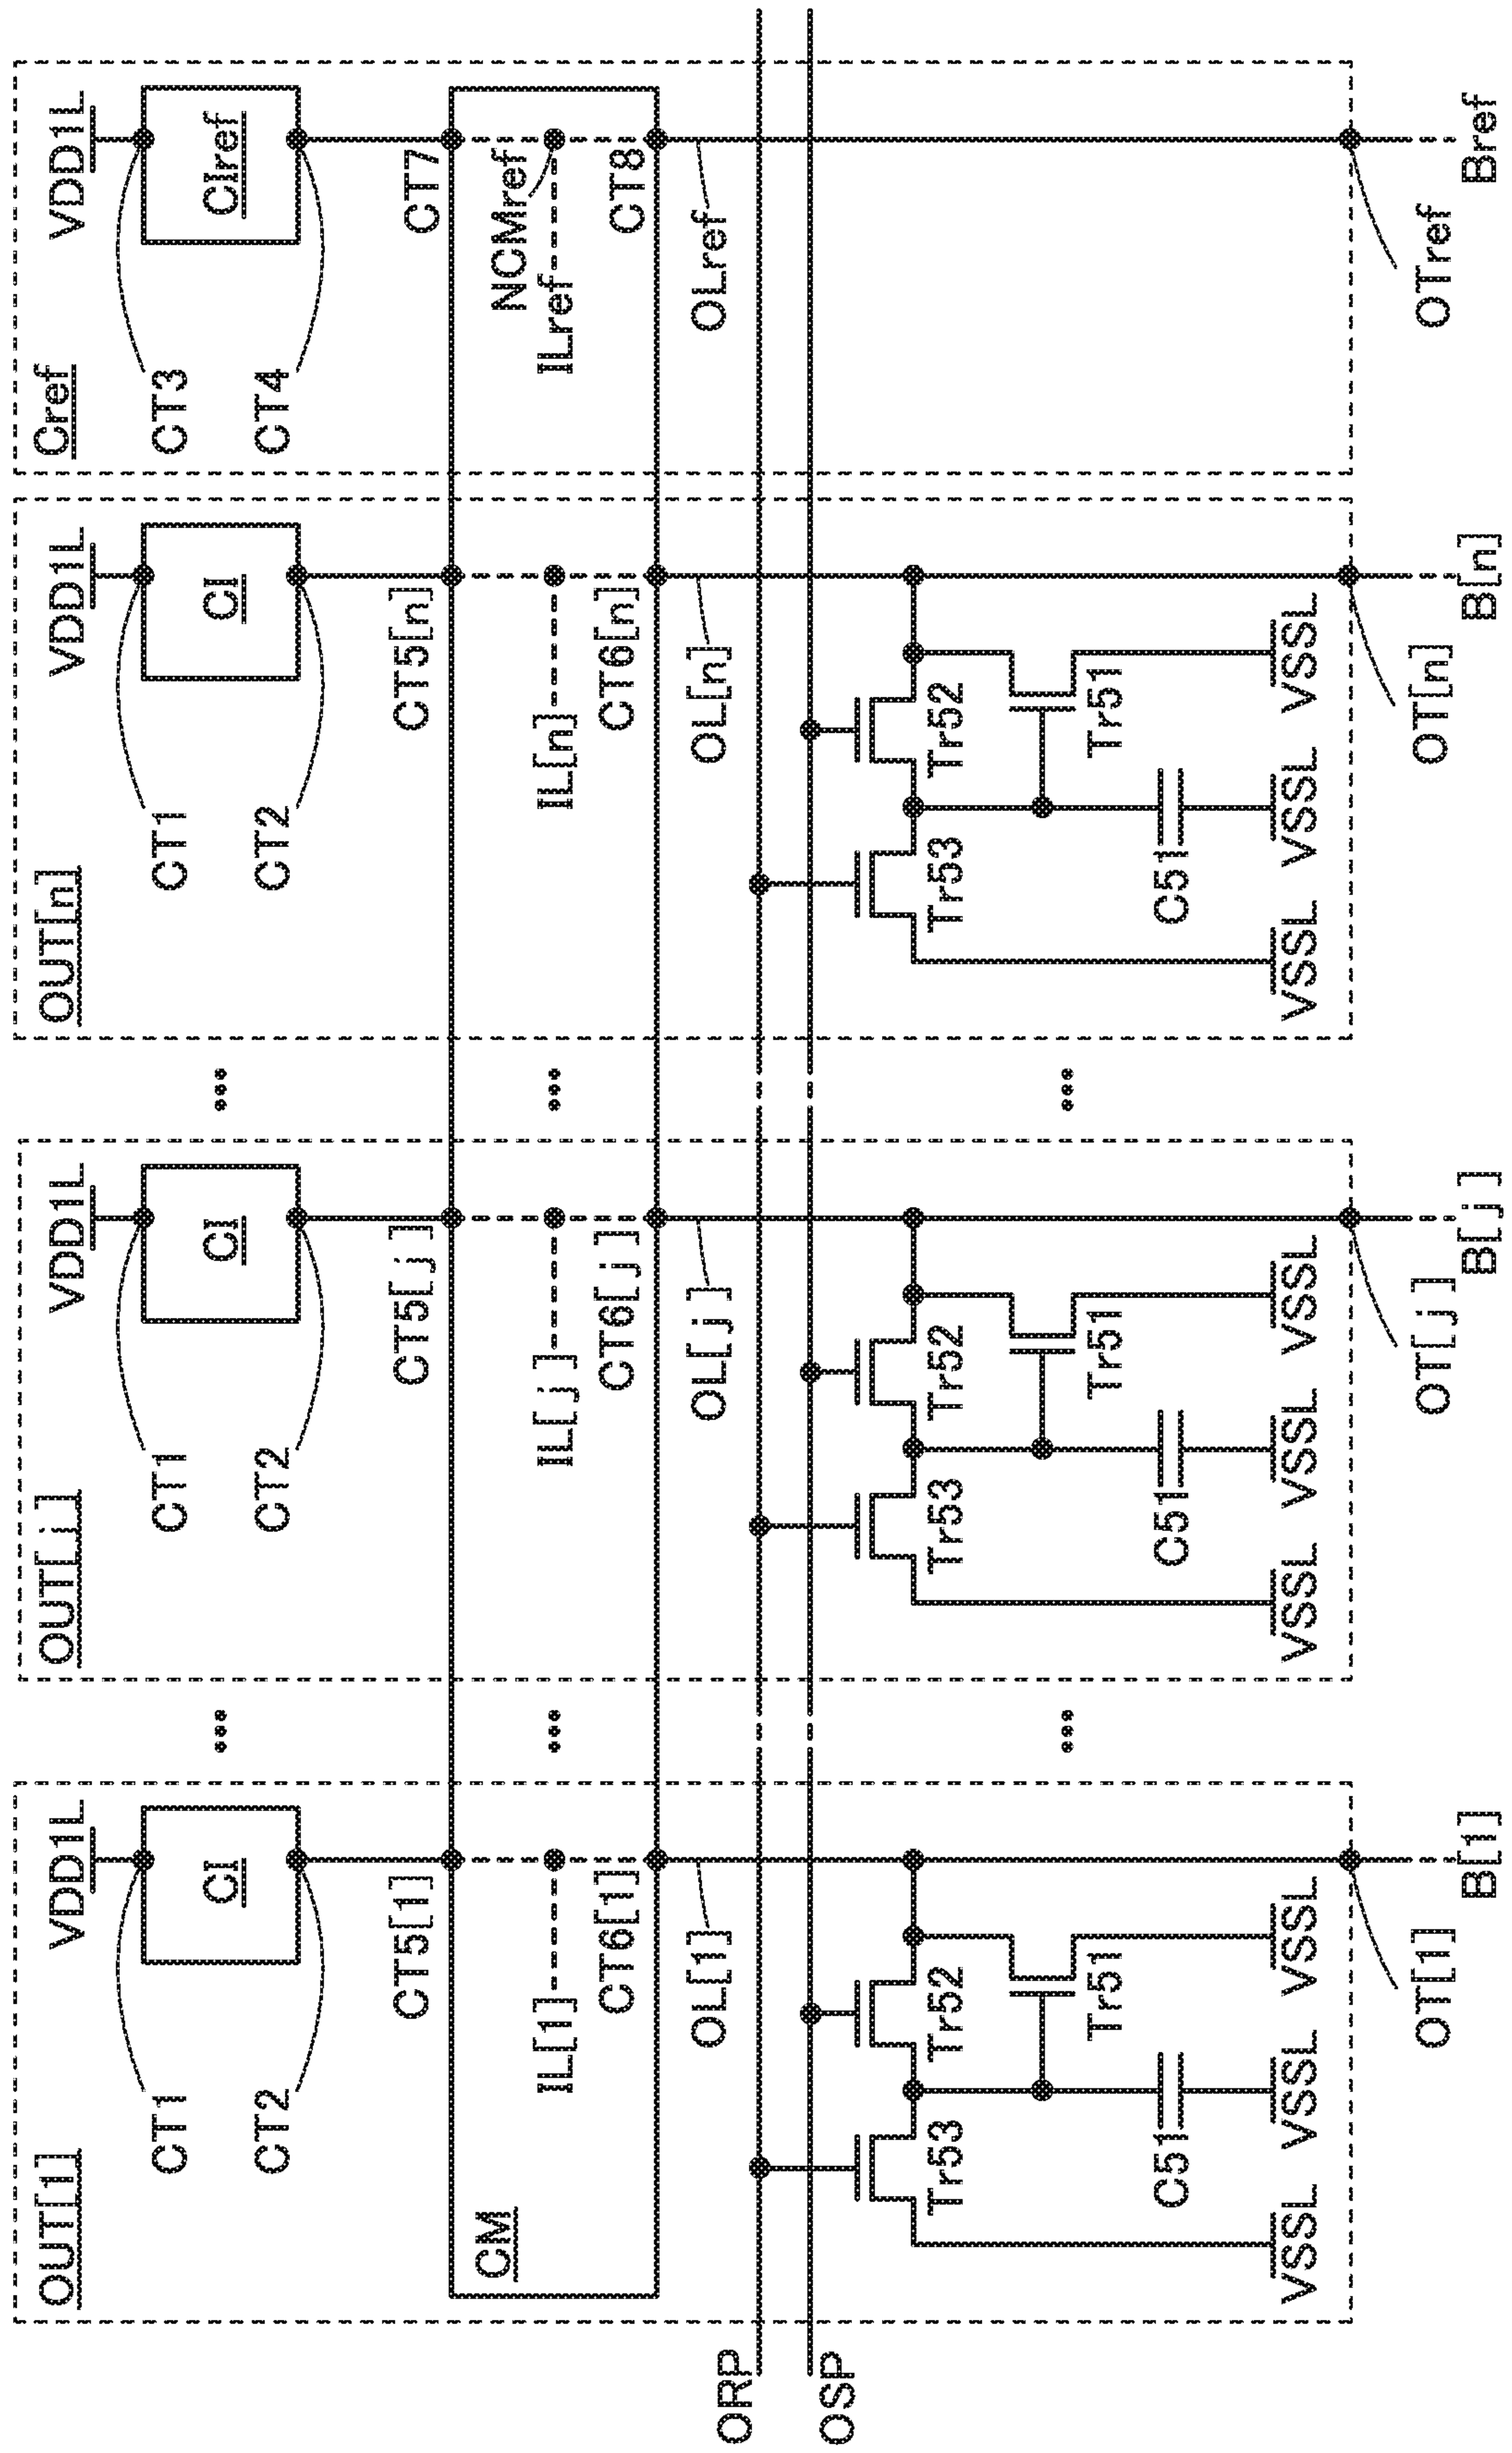 OUT[1]
VDD1L
CI
CT1
CT2
CT5[1]
CM
IL[1]
CT6[1]
OL[1]
ORP
OSP
Tr53
Tr52
Tr51
C51
VSSL
VSSL
VSSL
OT[1]
B[1]
...
...
...
OUT[j]
VDD1L
CI
CT1
CT2
CT5[j]
IL[j]
CT6[j]
OL[j]
Tr53
Tr52
Tr51
C51
VSSL
VSSL
VSSL
OT[j]
B[j]
...
...
...
OUT[n]
VDD1L
CI
CT1
CT2
CT5[n]
IL[n]
CT6[n]
OL[n]
Tr53
Tr52
Tr51
C51
VSSL
VSSL
VSSL
OT[n]
B[n]
Cref
VDD1L
CIref
CT3
CT4
CT7
NCMref
ILref
CT8
OLref
OTref
Bref